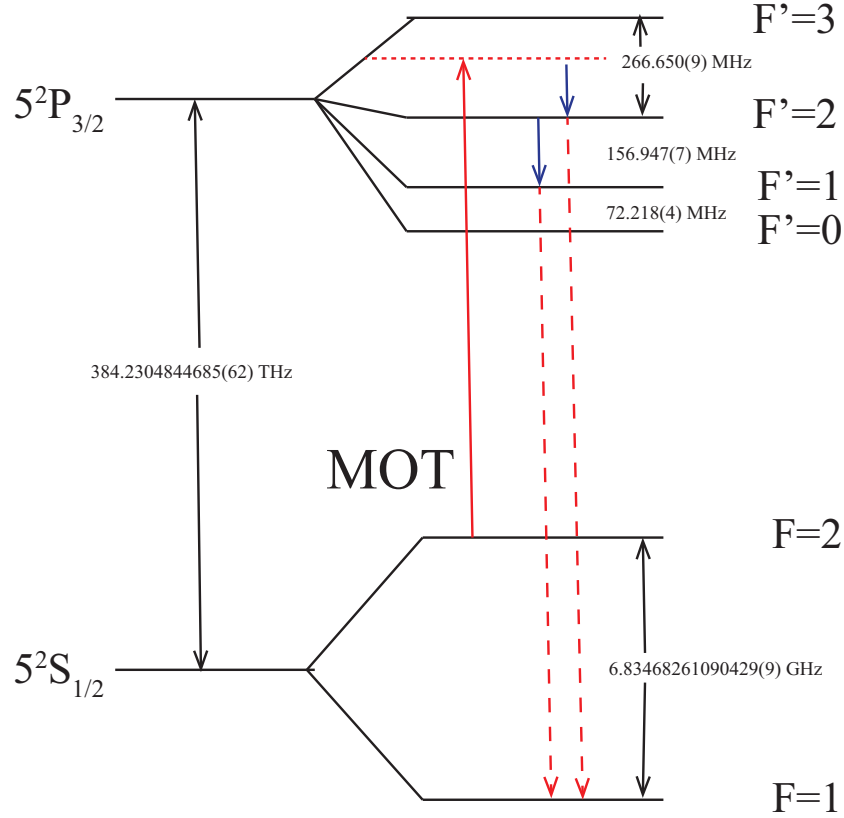 F’=3
266.650(9) MHz
5²P₃/₂
F’=2
156.947(7) MHz
F’=1
72.218(4) MHz
F’=0
384.2304844685(62) THz
MOT
F=2
5²S₁/₂
6.83468261090429(9) GHz
F=1